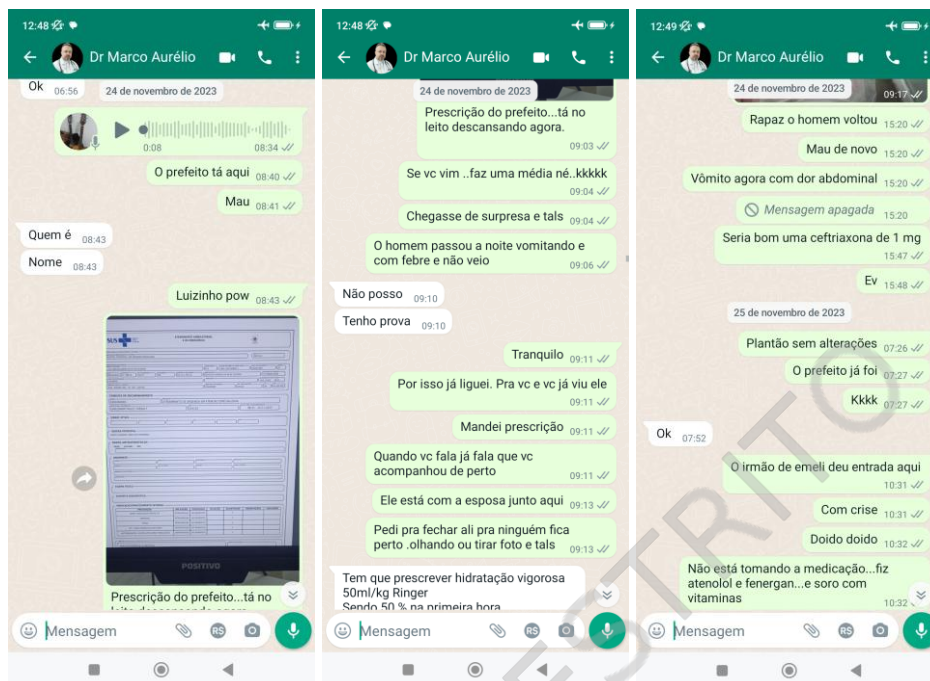 12:48
Dr Marco Aurélio
Ok 06:56
24 de novembro de 2023
0:08 08:34
O prefeito tá aqui 08:40
Mau 08:41
Quem é 08:43
Nome 08:43
Luizinho pow 08:43
SUS
POSITIVO
Prescrição do prefeito...tá no
Mensagem
RS
12:48
Dr Marco Aurélio
24 de novembro de 2023
Prescrição do prefeito...tá no
leito descansando agora.
09:03
Se vc vim ..faz uma média né..kkkkk
09:04
Chegasse de surpresa e tals 09:04
O homem passou a noite vomitando e
com febre e não veio 09:06
Não posso 09:10
Tenho prova 09:10
Tranquilo 09:11
Por isso já liguei. Pra vc e vc já viu ele
09:11
Mandei prescrição 09:11
Quando vc fala já fala que vc
acompanhou de perto 09:11
Ele está com a esposa junto aqui 09:13
Pedi pra fechar ali pra ninguém fica
perto .olhando ou tirar foto e tals 09:13
Tem que prescrever hidratação vigorosa
50ml/kg Ringer
Sendo 50 % na primeira hora
Mensagem
RS
12:49
Dr Marco Aurélio
24 de novembro de 2023
09:17
Rapaz o homem voltou 15:20
Mau de novo 15:20
Vômito agora com dor abdominal 15:20
Mensagem apagada 15:20
Seria bom uma ceftriaxona de 1 mg
15:47
Ev 15:48
25 de novembro de 2023
Plantão sem alterações 07:26
O prefeito já foi 07:27
Kkkk 07:27
Ok 07:52
O irmão de emeli deu entrada aqui
10:31
Com crise 10:31
Doido doido 10:32
Não está tomando a medicação...fiz
atenolol e fenergan...e soro com
vitaminas 10:32
Mensagem
RS
ESTRITO